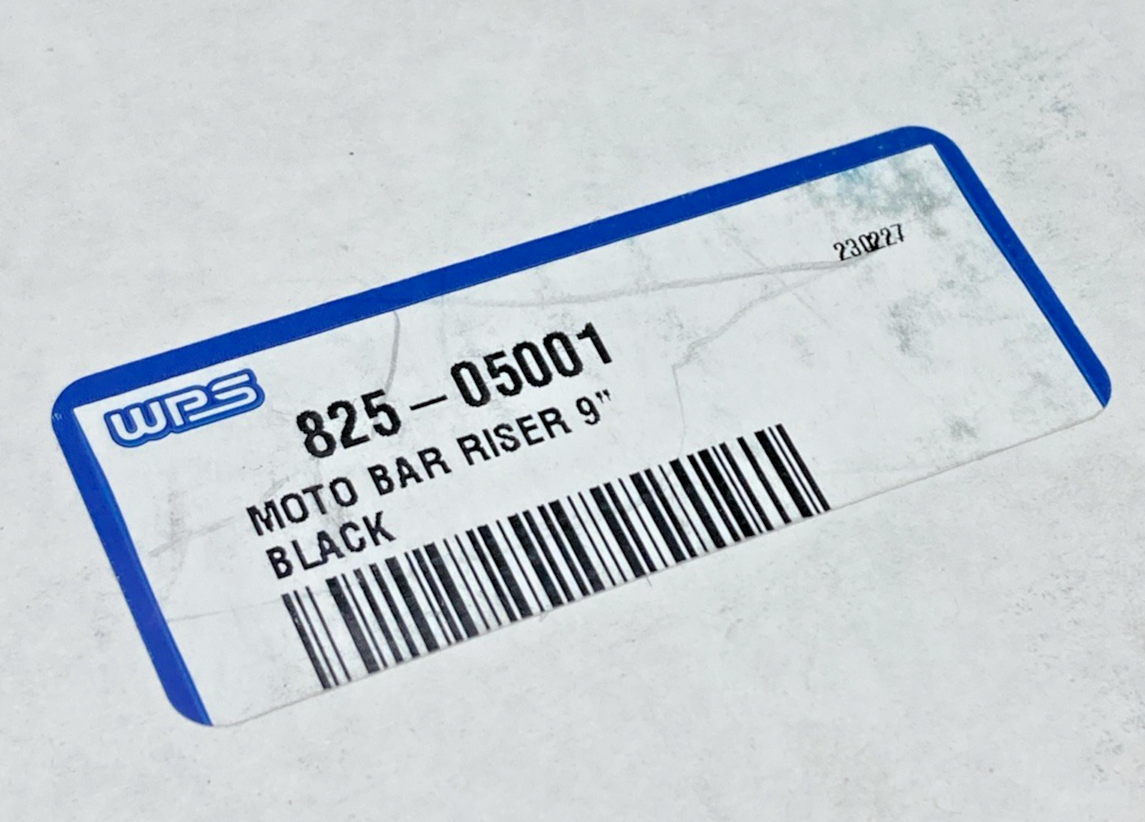 230227
WPS
825-05001
MOTO BAR RISER 9"
BLACK